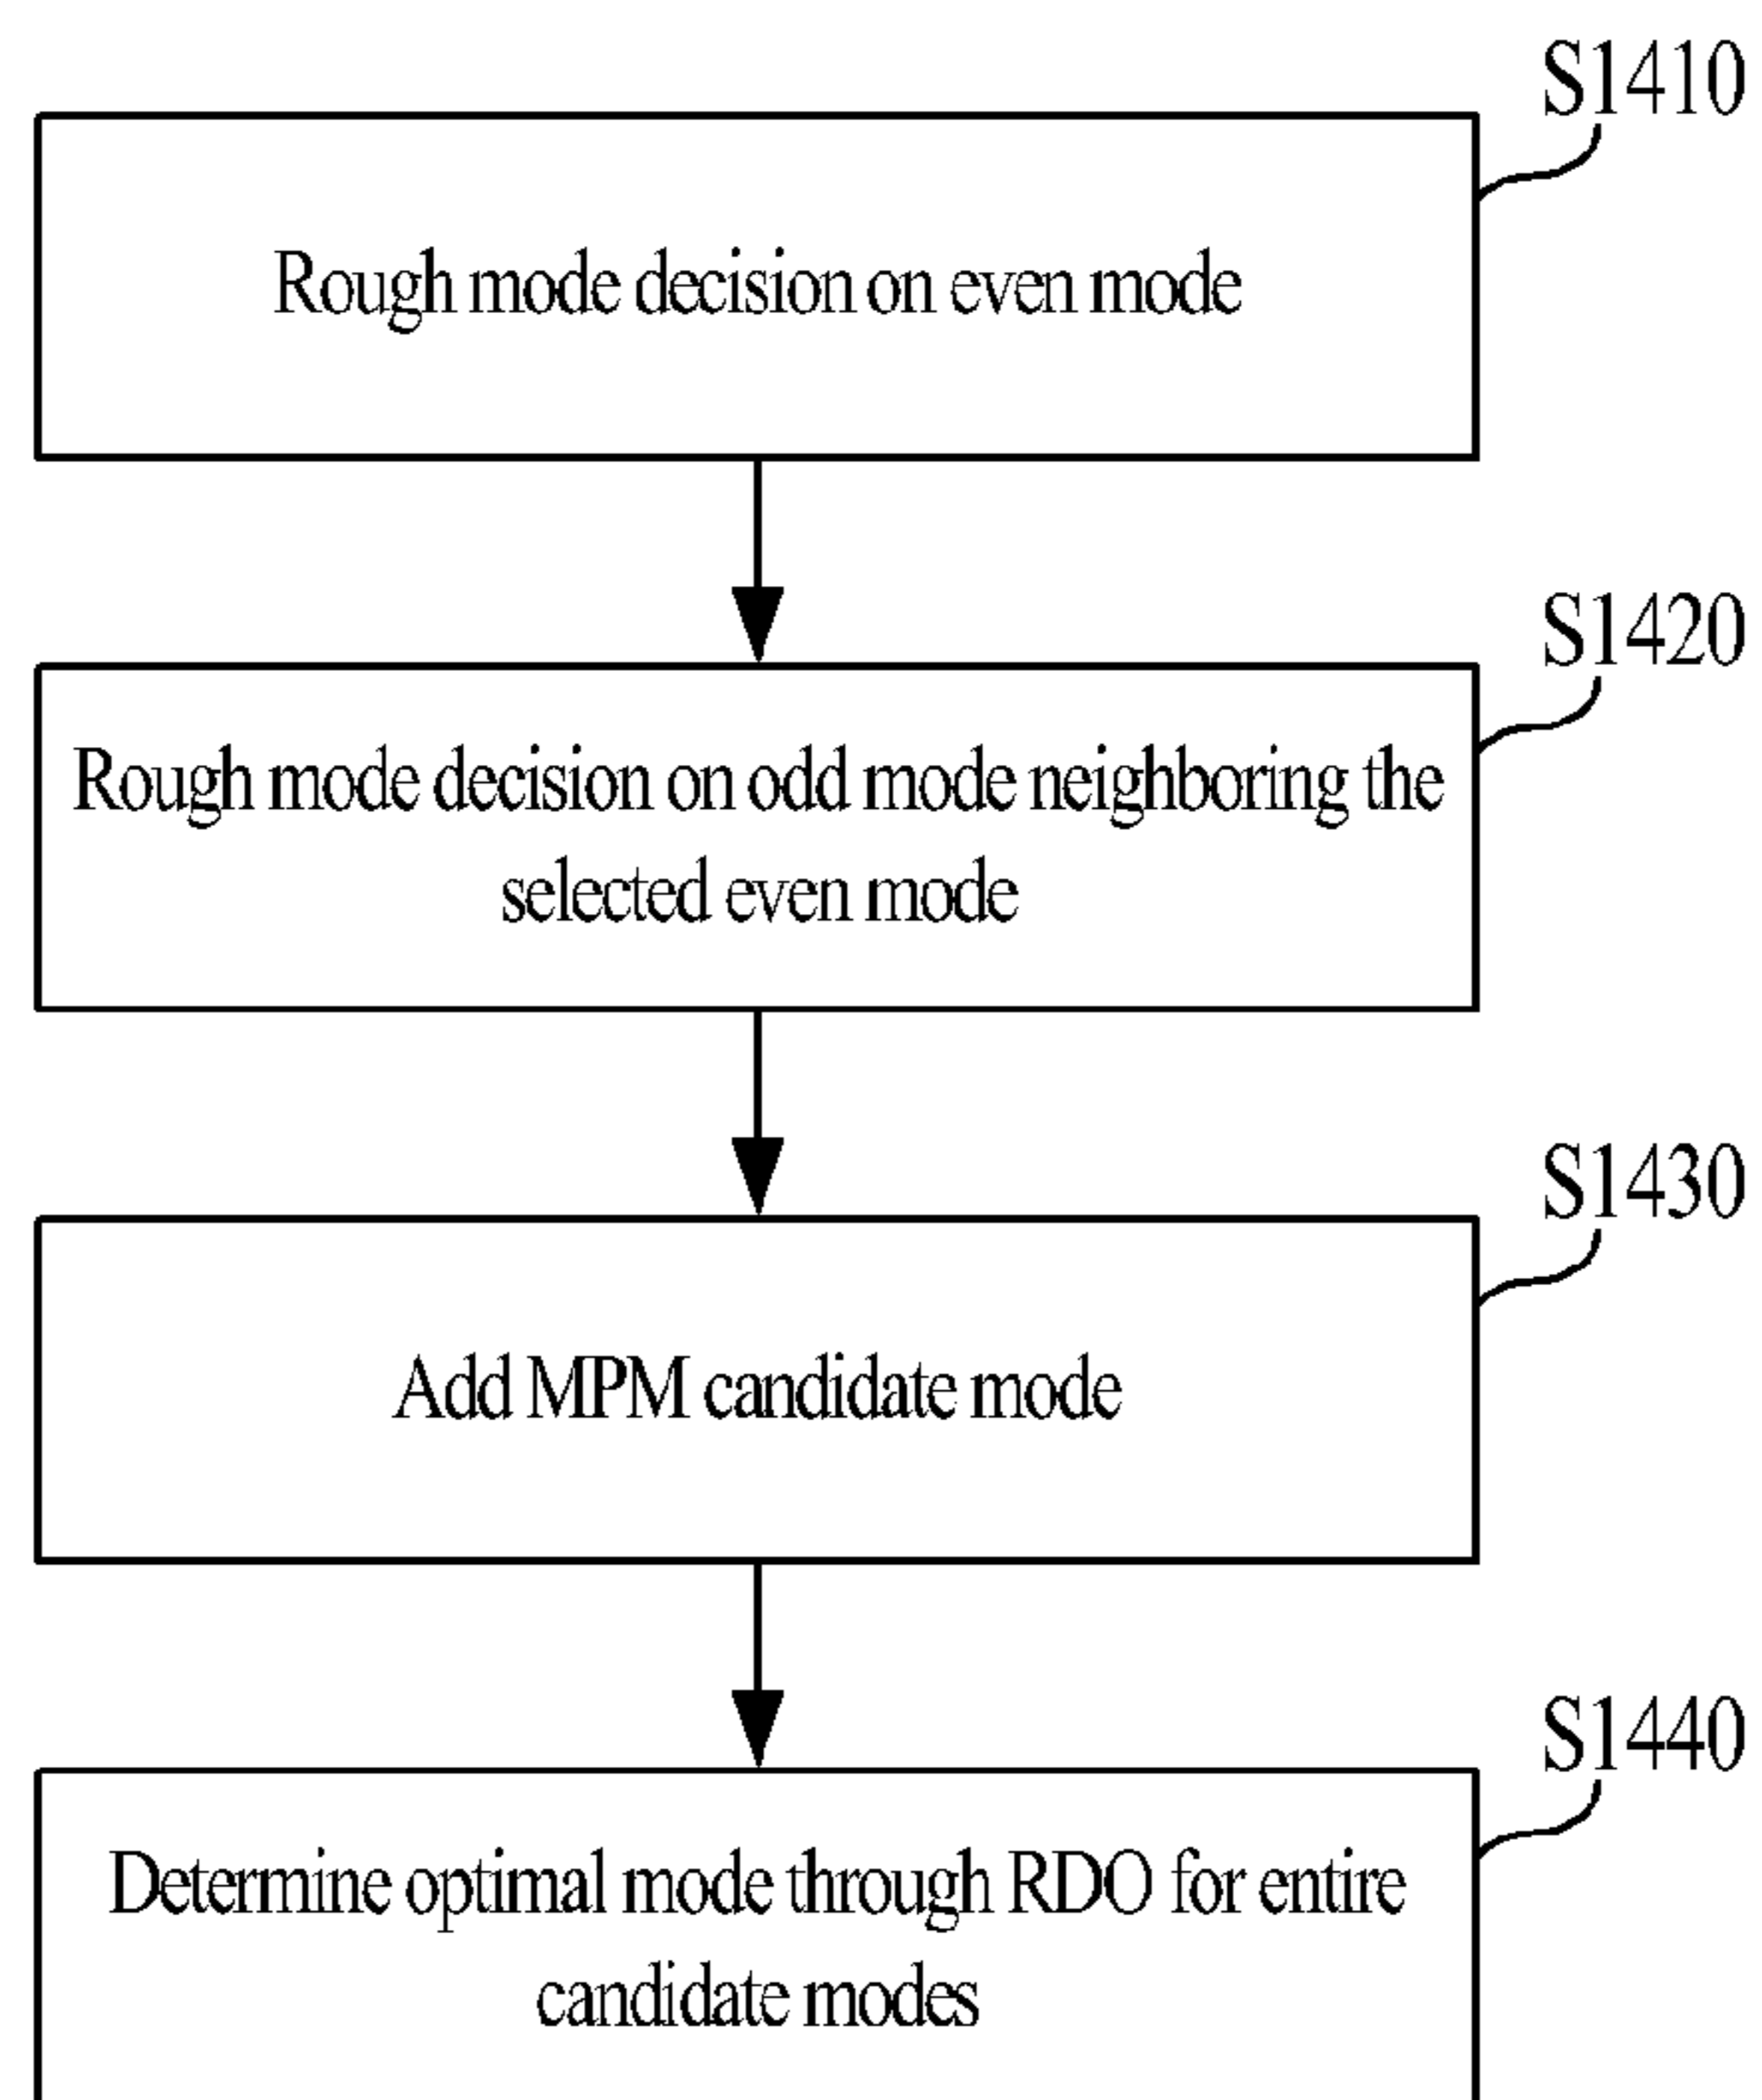 S1410
Rough mode decision on even mode
S1420
Rough mode decision on odd mode neighboring the
selected even mode
S1430
Add MPM candidate mode
S1440
Determine optimal mode through RDO for entire
candidate modes